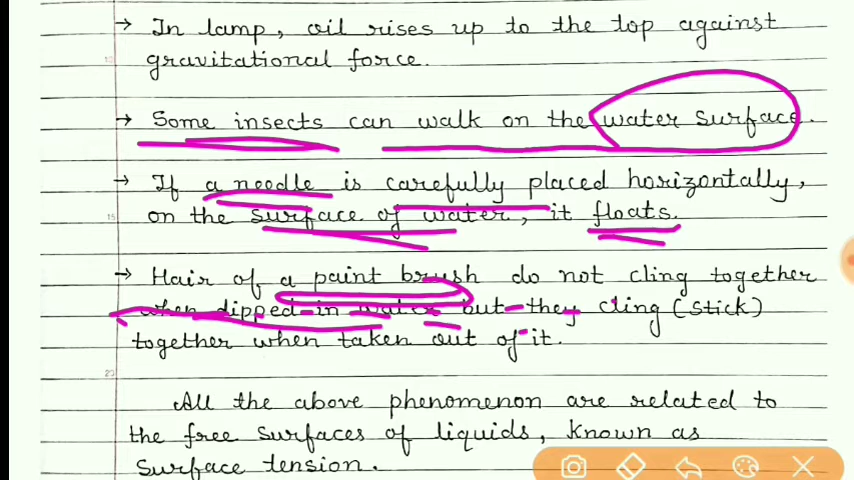 → In lamp, oil rises up to the top against
gravitational force.
→ Some insects can walk on the water surface.
→ If a needle is carefully placed horizontally,
on the surface of water, it floats.
→ Hair of a paint brush do not cling together
when dipped in water but they cling (stick)
together when taken out of it.
All the above phenomenon are related to
the free surfaces of liquids, known as
surface tension.
15
20